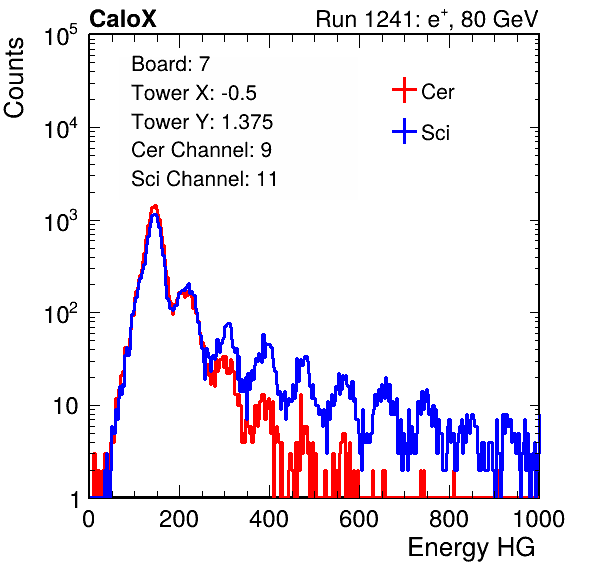 CaloX
Run 1241: e⁺, 80 GeV
Counts
10⁵
10⁴
10³
10²
10
1
Board: 7
Tower X: -0.5
Tower Y: 1.375
Cer Channel: 9
Sci Channel: 11
Cer
Sci
0 200 400 600 800 1000
Energy HG